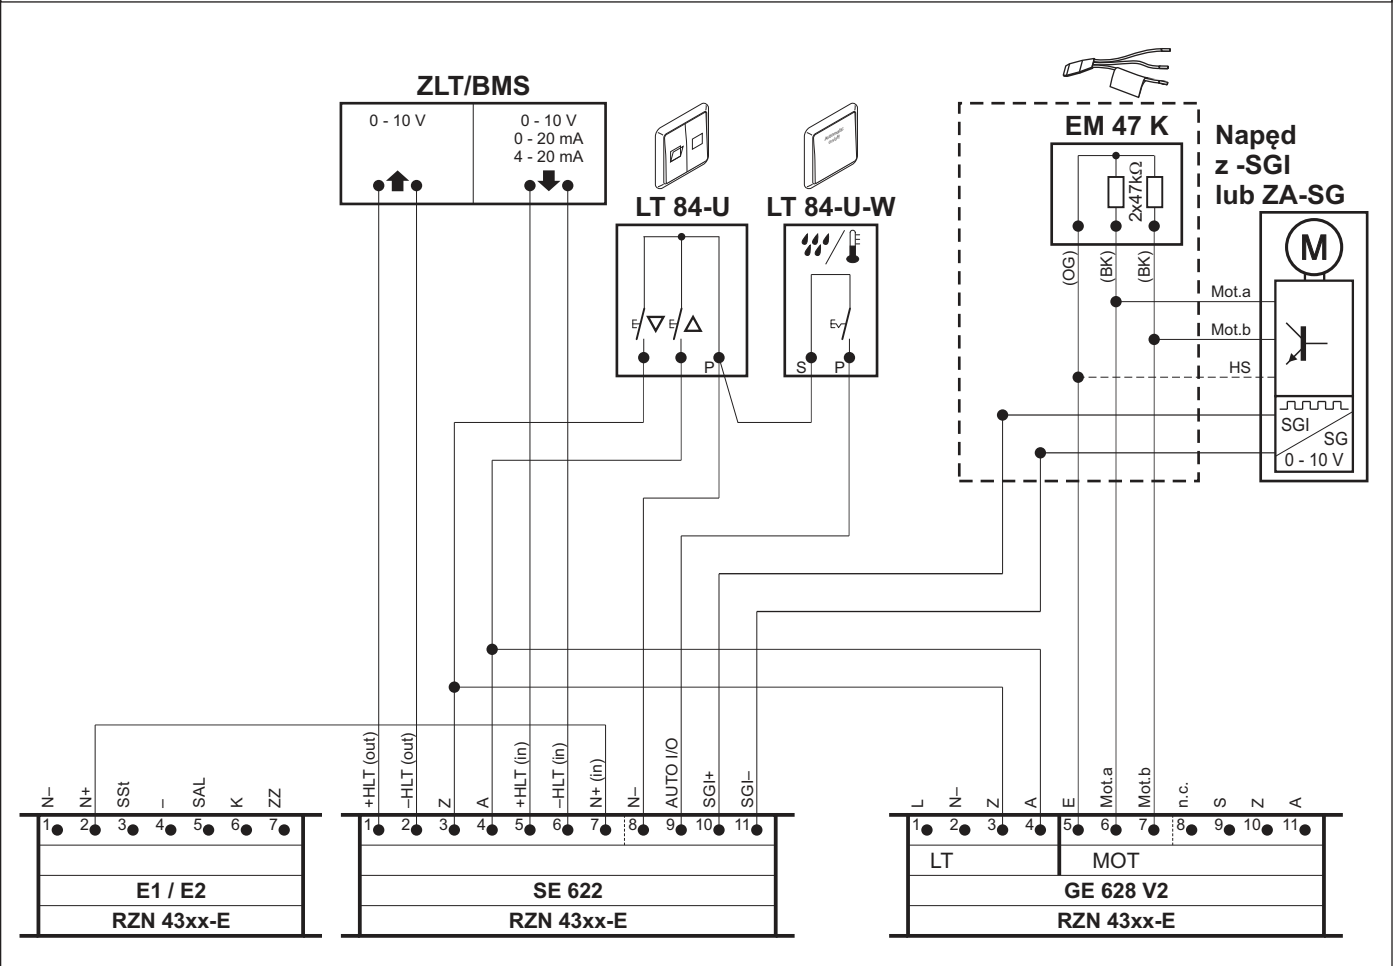 ZLT/BMS
0 - 10 V
0 - 10 V
0 - 20 mA
4 - 20 mA
LT 84-U
P
LT 84-U-W
S
P
EM 47 K
2x47kΩ
(OG)
(BK)
(BK)
Napęd
z -SGI
lub ZA-SG
M
Mot.a
Mot.b
HS
SGI
SG
0 - 10 V
N–
N+
SSt
–
SAL
K
ZZ
1
2
3
4
5
6
7
E1 / E2
RZN 43xx-E
+HLT (out)
–HLT (out)
Z
A
+HLT (in)
–HLT (in)
N+ (in)
N–
AUTO I/O
SGI+
SGI–
1
2
3
4
5
6
7
8
9
10
11
SE 622
RZN 43xx-E
L
N–
Z
A
E
Mot.a
Mot.b
n.c.
S
Z
A
1
2
3
4
5
6
7
8
9
10
11
LT
MOT
GE 628 V2
RZN 43xx-E